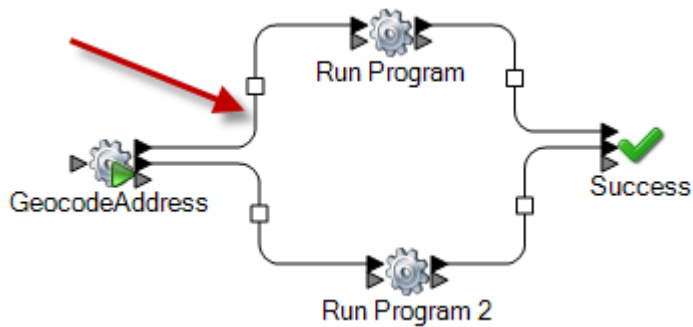 Run Program
GeocodeAddress
Success
Run Program 2